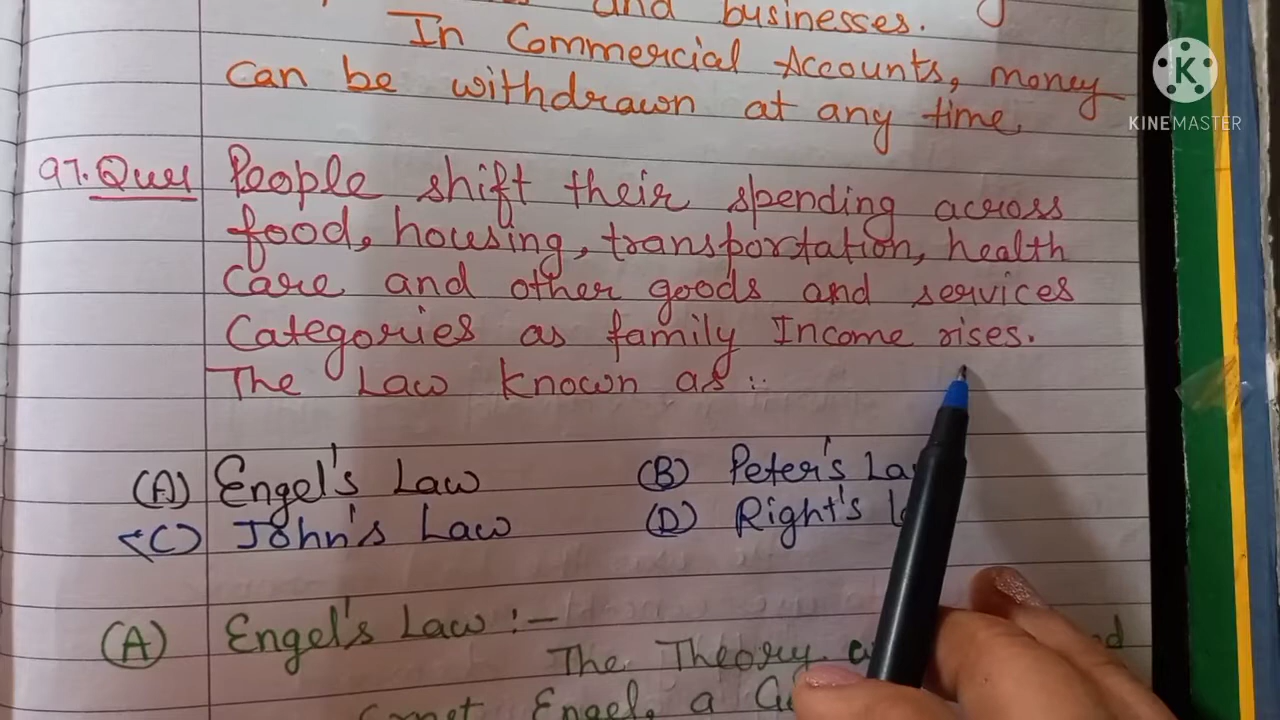 and businesses.
In Commercial Accounts, money
can be withdrawn at any time.
K
KINEMASTER
97. Ques People shift their spending across
food, housing, transportation, health
Care and other goods and services
Categories as family Income rises.
The Law known as :
(A) Engel's Law (B) Peter's
(C) John's Law (D) Right's
(A) Engel's Law :-
The Theory
Engel, a